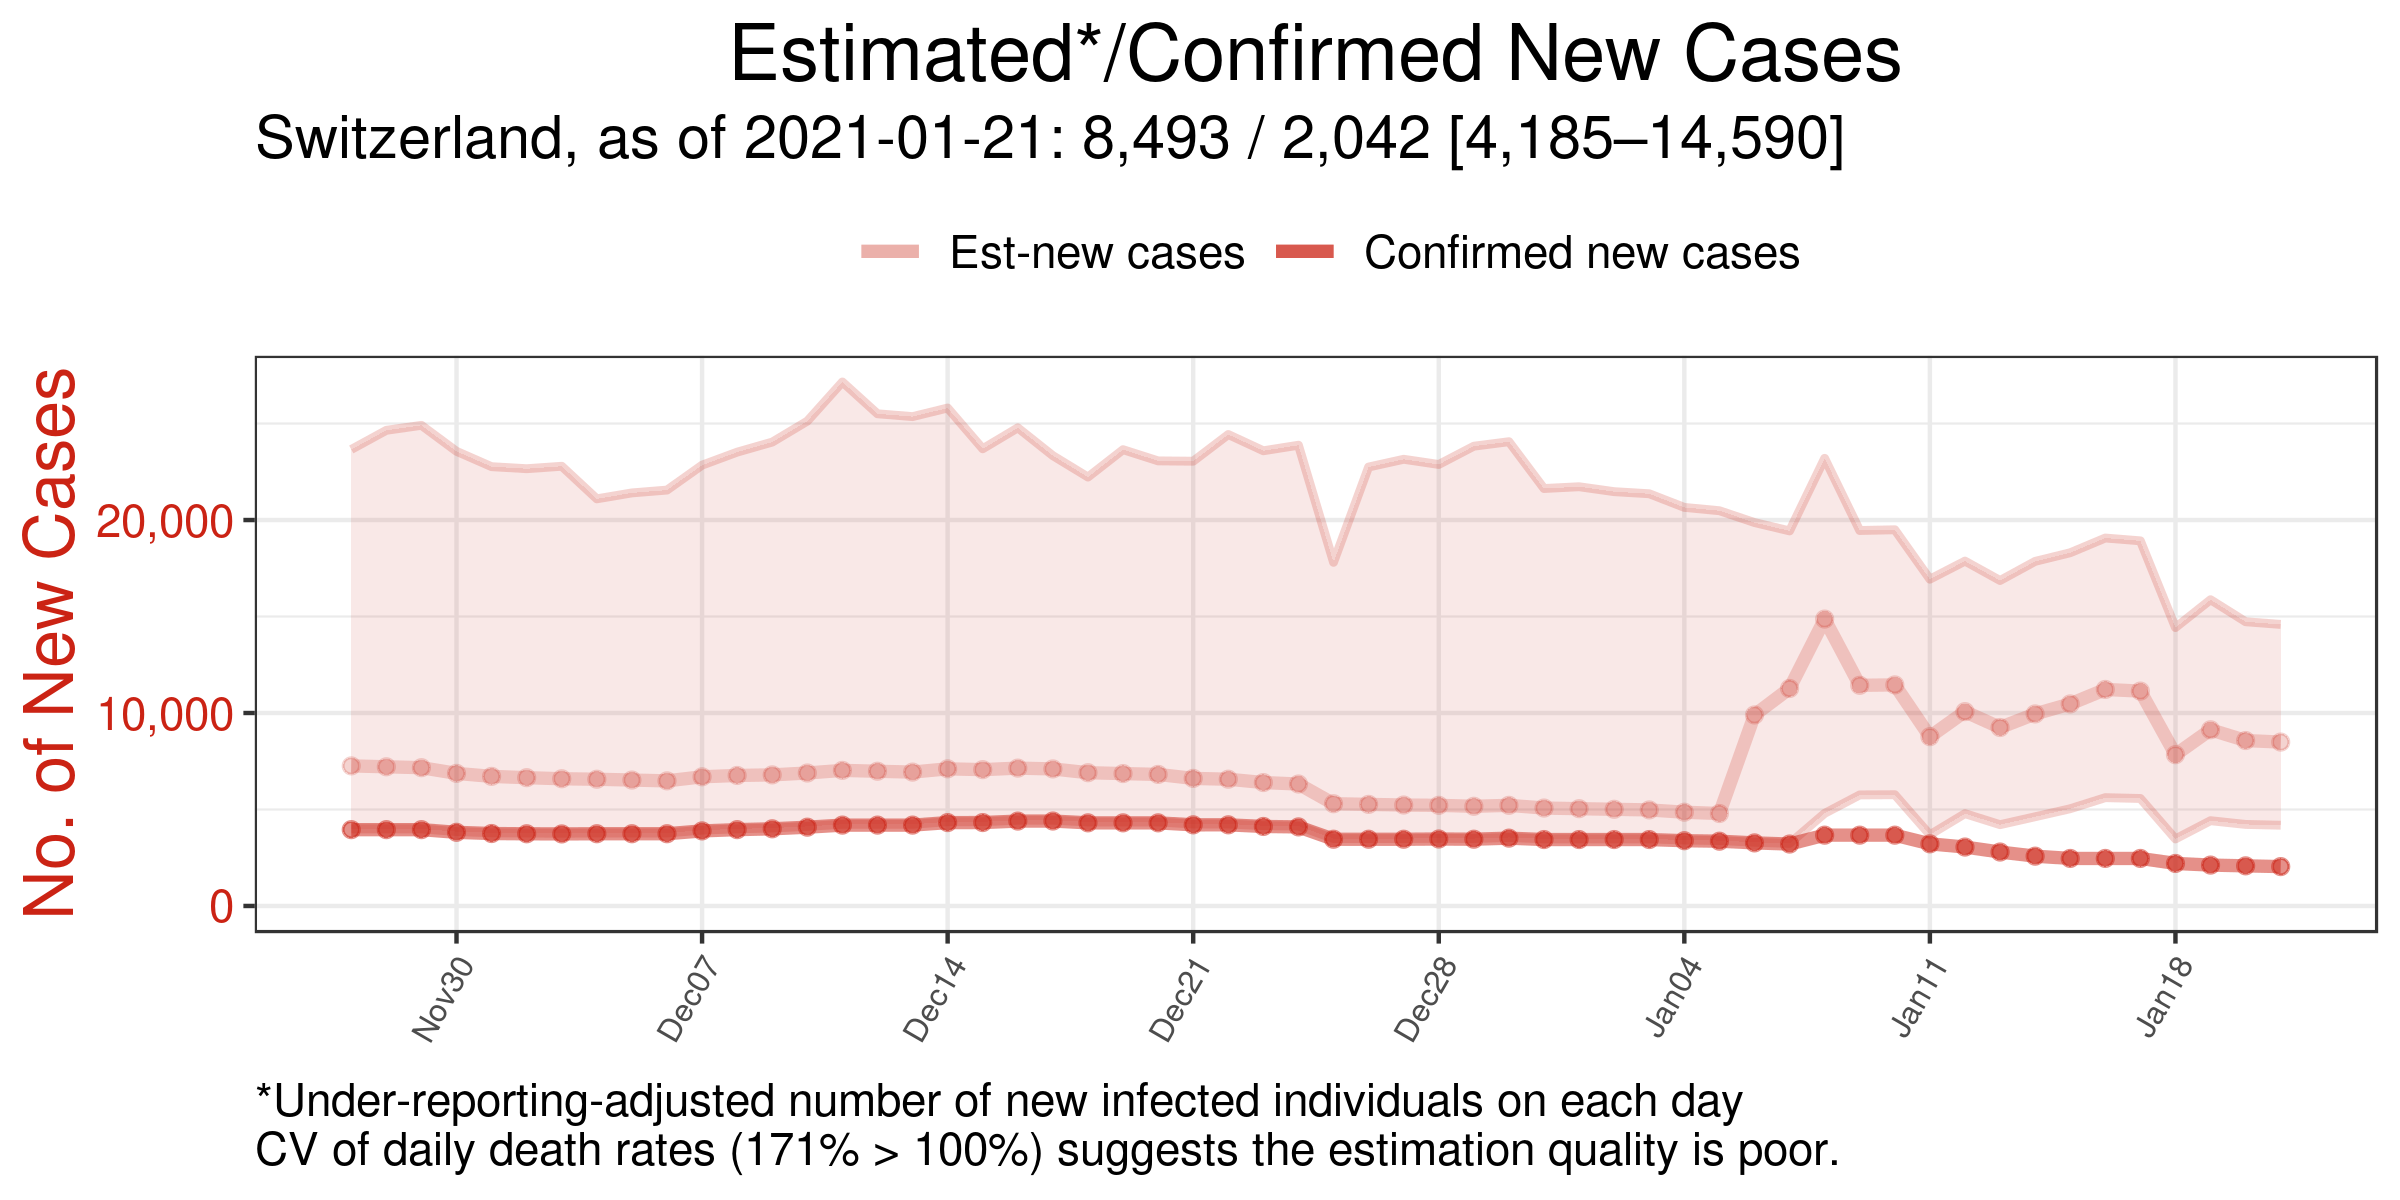 Estimated*/Confirmed New Cases
Switzerland, as of 2021-01-21: 8,493 / 2,042 [4,185–14,590]
Est-new cases
Confirmed new cases
No. of New Cases
20,000
10,000
0
Nov30
Dec07
Dec14
Dec21
Dec28
Jan04
Jan11
Jan18
*Under-reporting-adjusted number of new infected individuals on each day
CV of daily death rates (171% > 100%) suggests the estimation quality is poor.